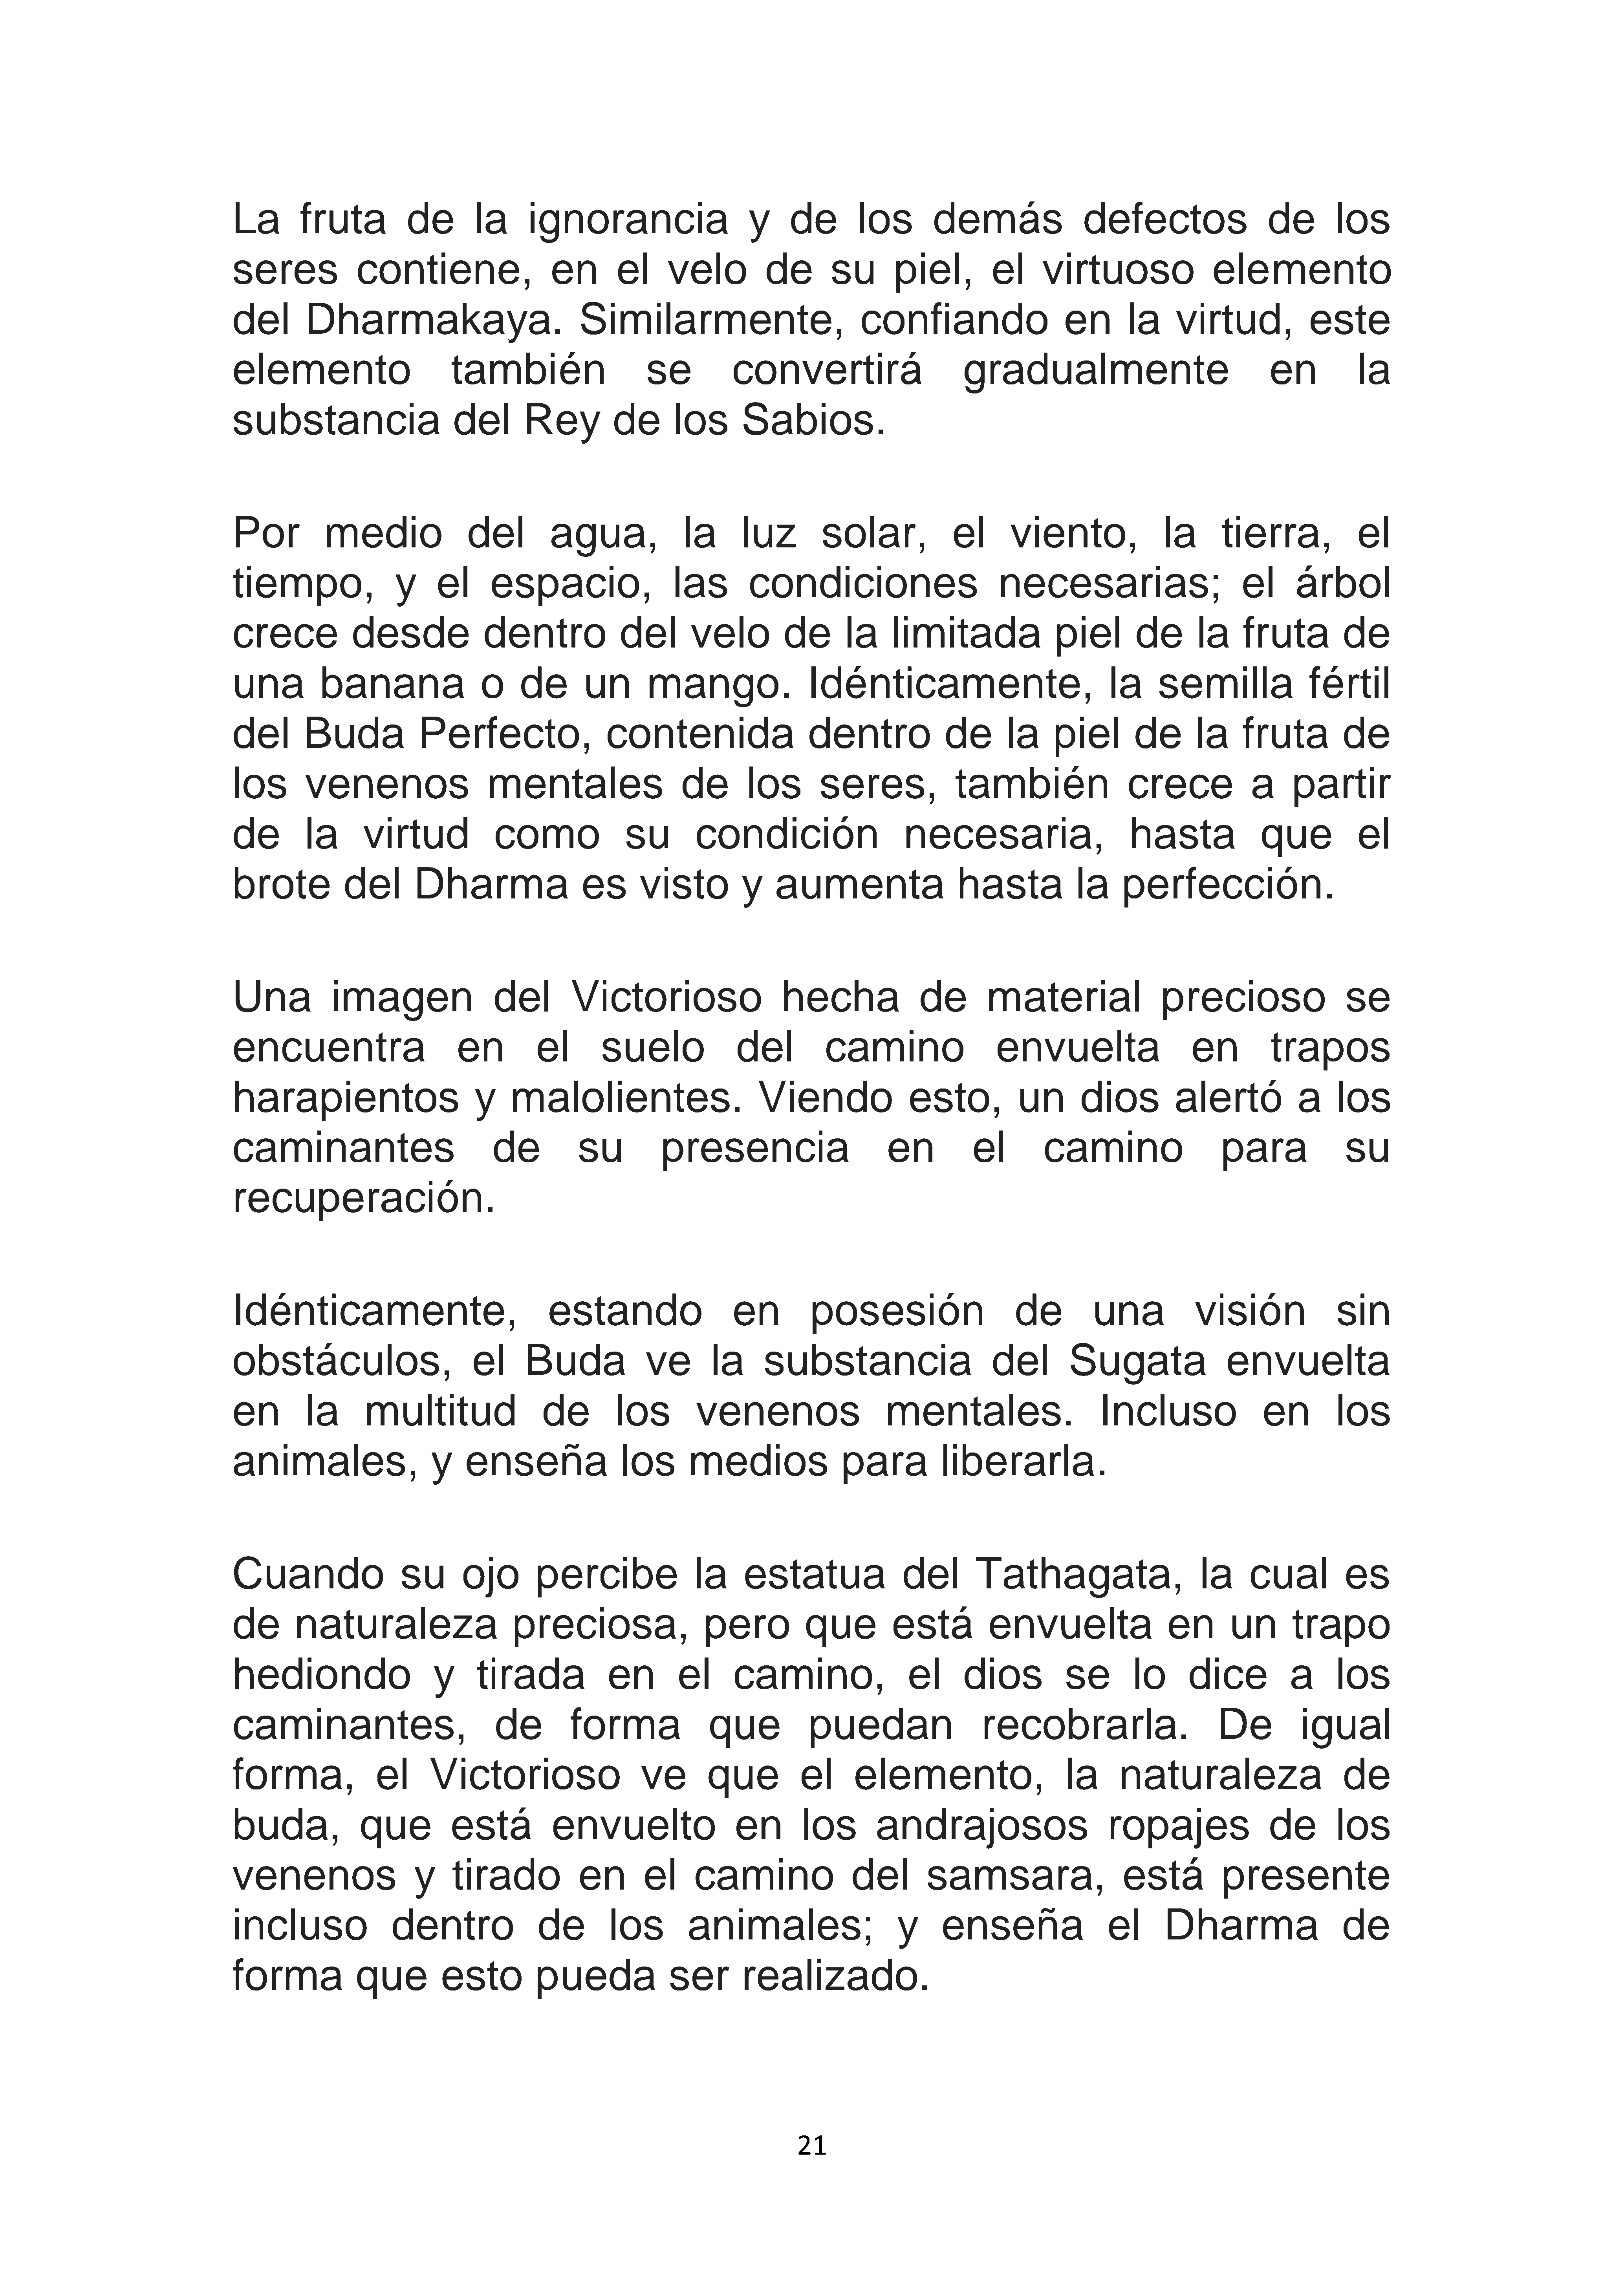 La fruta de la ignorancia y de los demás defectos de los
seres contiene, en el velo de su piel, el virtuoso elemento
del Dharmakaya. Similarmente, confiando en la virtud, este
elemento también se convertirá gradualmente en la
substancia del Rey de los Sabios.
Por medio del agua, la luz solar, el viento, la tierra, el
tiempo, y el espacio, las condiciones necesarias; el árbol
crece desde dentro del velo de la limitada piel de la fruta de
una banana o de un mango. Idénticamente, la semilla fértil
del Buda Perfecto, contenida dentro de la piel de la fruta de
los venenos mentales de los seres, también crece a partir
de la virtud como su condición necesaria, hasta que el
brote del Dharma es visto y aumenta hasta la perfección.
Una imagen del Victorioso hecha de material precioso se
encuentra en el suelo del camino envuelta en trapos
harapientos y malolientes. Viendo esto, un dios alertó a los
caminantes de su presencia en el camino para su
recuperación.
Idénticamente, estando en posesión de una visión sin
obstáculos, el Buda ve la substancia del Sugata envuelta
en la multitud de los venenos mentales. Incluso en los
animales, y enseña los medios para liberarla.
Cuando su ojo percibe la estatua del Tathagata, la cual es
de naturaleza preciosa, pero que está envuelta en un trapo
hediondo y tirada en el camino, el dios se lo dice a los
caminantes, de forma que puedan recobrarla. De igual
forma, el Victorioso ve que el elemento, la naturaleza de
buda, que está envuelto en los andrajosos ropajes de los
venenos y tirado en el camino del samsara, está presente
incluso dentro de los animales; y enseña el Dharma de
forma que esto pueda ser realizado.
21